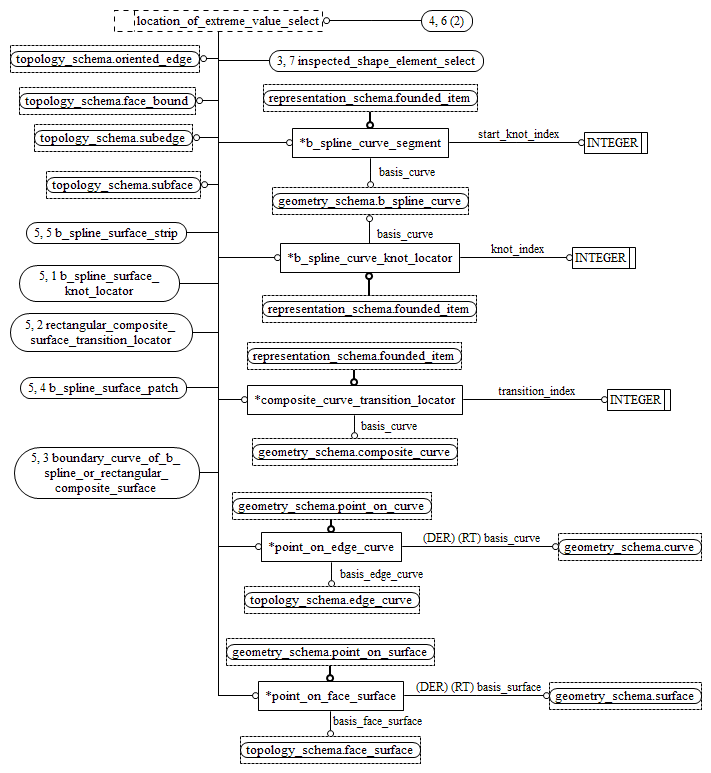 location_of_extreme_value_select
4, 6 (2)
topology_schema.oriented_edge
3, 7 inspected_shape_element_select
topology_schema.face_bound
representation_schema.founded_item
topology_schema.subedge
*b_spline_curve_segment
start_knot_index
INTEGER
basis_curve
topology_schema.subface
geometry_schema.b_spline_curve
5, 5 b_spline_surface_strip
basis_curve
*b_spline_curve_knot_locator
knot_index
INTEGER
5, 1 b_spline_surface_
knot_locator
representation_schema.founded_item
5, 2 rectangular_composite_
surface_transition_locator
representation_schema.founded_item
5, 4 b_spline_surface_patch
*composite_curve_transition_locator
transition_index
INTEGER
basis_curve
geometry_schema.composite_curve
5, 3 boundary_curve_of_b_
spline_or_rectangular_
composite_surface
geometry_schema.point_on_curve
*point_on_edge_curve
(DER) (RT) basis_curve
geometry_schema.curve
basis_edge_curve
topology_schema.edge_curve
geometry_schema.point_on_surface
*point_on_face_surface
(DER) (RT) basis_surface
geometry_schema.surface
basis_face_surface
topology_schema.face_surface